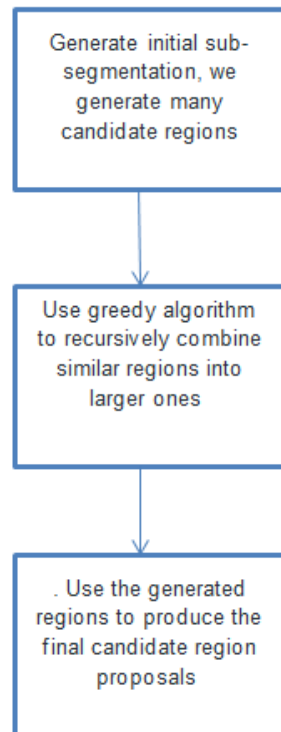 Generate initial sub-
segmentation, we
generate many
candidate regions
Use greedy algorithm
to recursively combine
similar regions into
larger ones
. Use the generated
regions to produce the
final candidate region
proposals